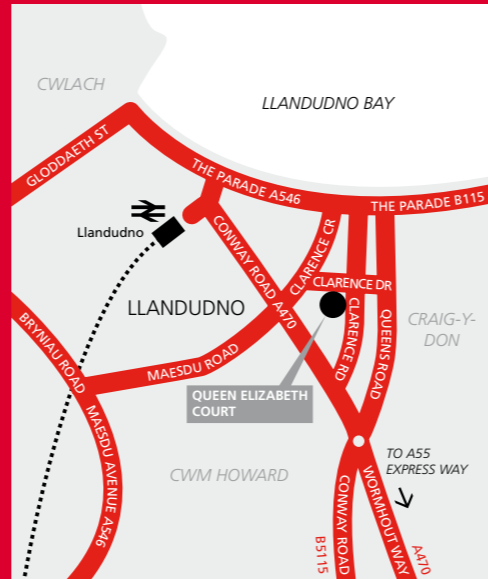 CWLACH
LLANDUDNO BAY
GLODDAETH ST
THE PARADE A546
THE PARADE B115
Llandudno
CONWAY ROAD A470
CLARENCE CR
CLARENCE DR
CLARENCE RD
QUEENS ROAD
LLANDUDNO
CRAIG-Y-
DON
BRYNIAU ROAD
MAESDU ROAD
QUEEN ELIZABETH
COURT
MAESDU AVENUE A546
CWM HOWARD
TO A55
EXPRESS WAY
CONWAY ROAD
B5115
WORMHOUT WAY
A470